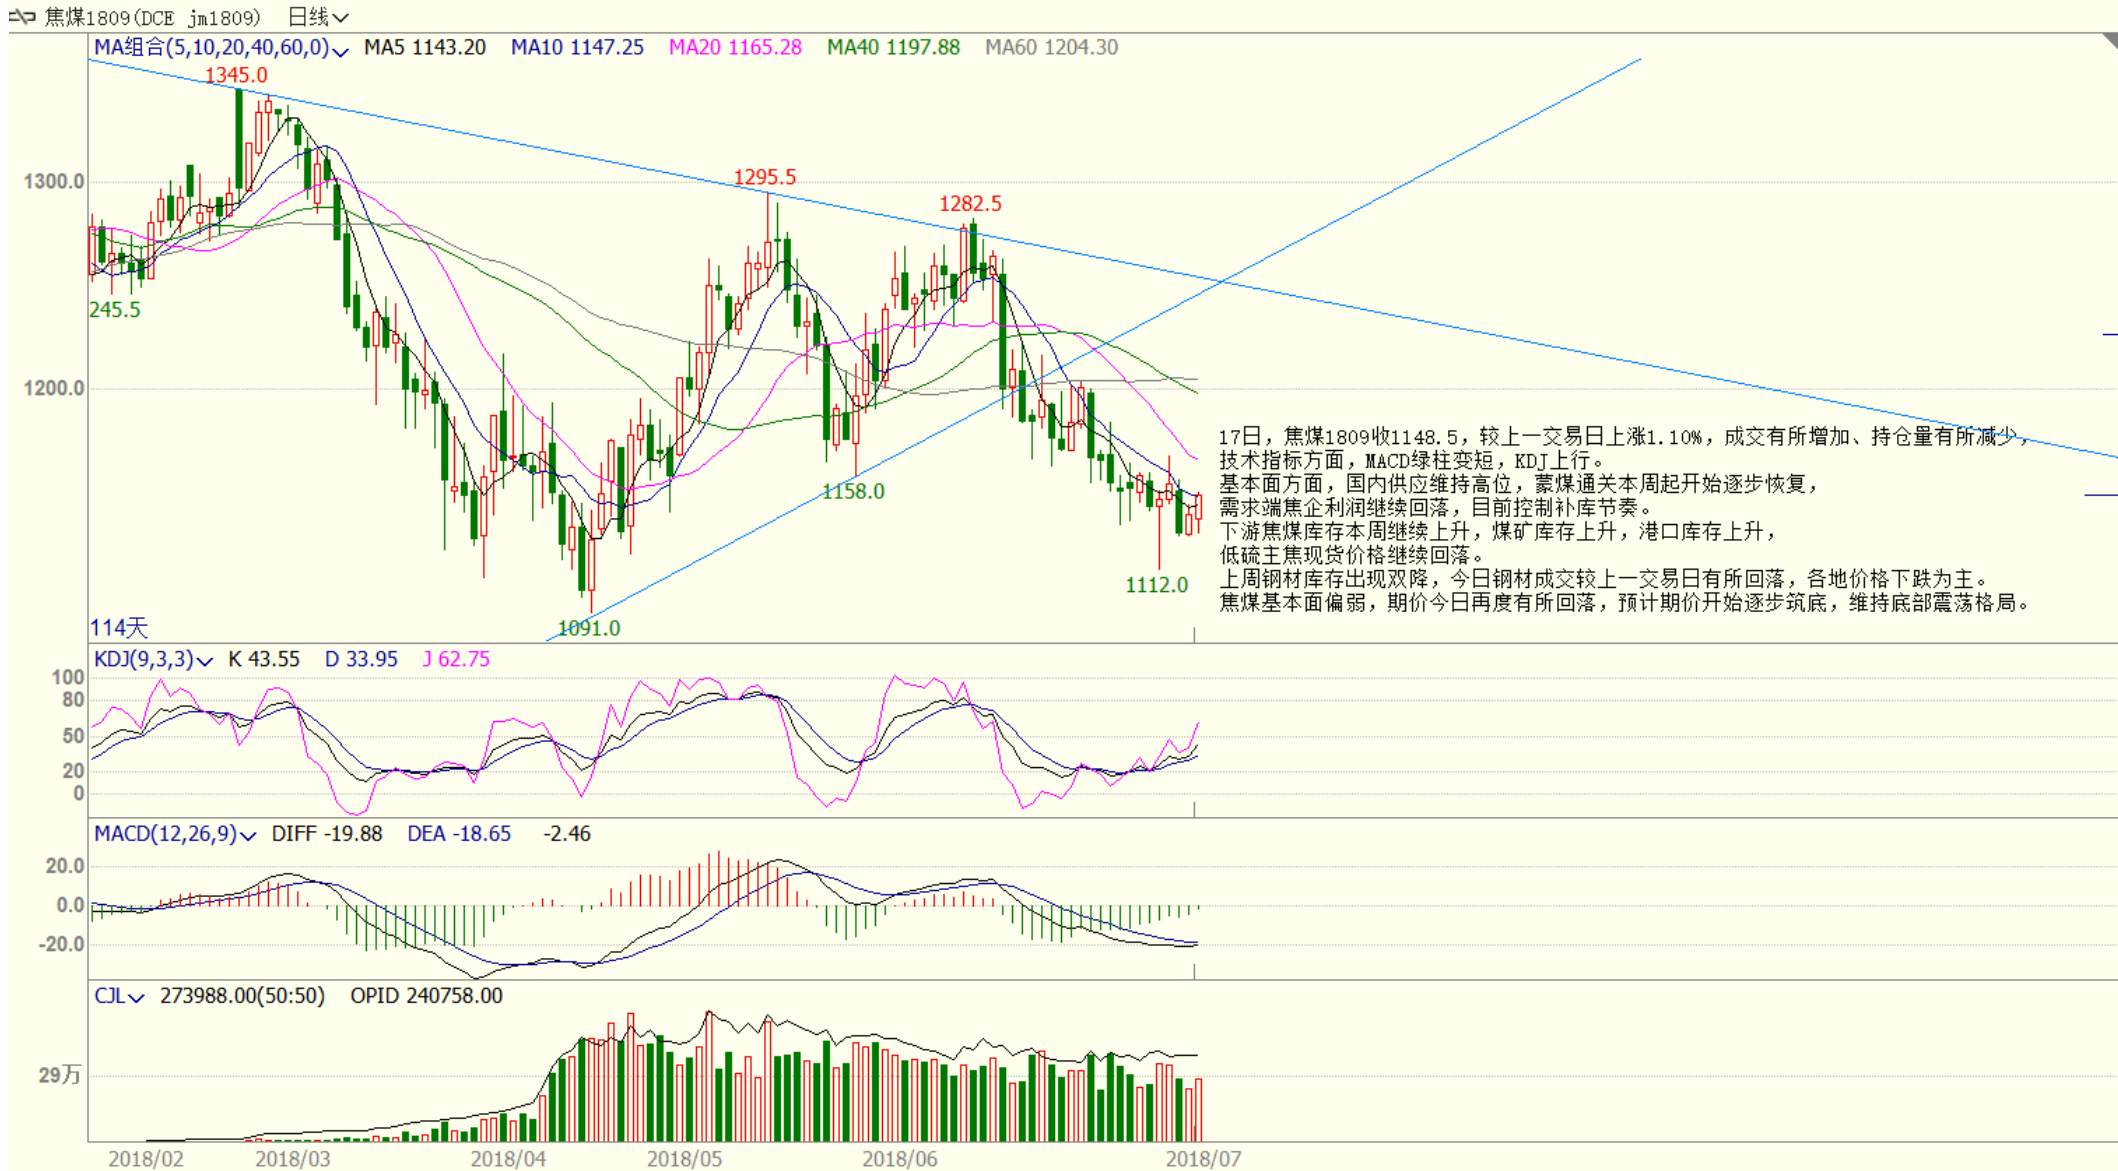 焦煤1809(DCE jm1809) 日线
MA组合(5,10,20,40,60,0) MA5 1143.20 MA10 1147.25 MA20 1165.28 MA40 1197.88 MA60 1204.30
1345.0
1300.0
1295.5
1282.5
245.5
1200.0
17日，焦煤1809收1148.5，较上一交易日上涨1.10%，成交有所增加、持仓量有所减少，
技术指标方面，MACD绿柱变短，KDJ上行。
基本面方面，国内供应维持高位，蒙煤通关本周起开始逐步恢复，
1158.0
需求端焦企利润继续回落，目前控制补库节奏。
下游焦煤库存本周继续上升，煤矿库存上升，港口库存上升，
低硫主焦现货价格继续回落。
上周钢材库存出现双降，今日钢材成交较上一交易日有所回落，各地价格下跌为主。
1112.0
焦煤基本面偏弱，期价今日再度有所回落，预计期价开始逐步筑底，维持底部震荡格局。
114天
1091.0
KDJ(9,3,3) K 43.55 D 33.95 J 62.75
100
80
50
20
0
MACD(12,26,9) DIFF -19.88 DEA -18.65 -2.46
20.0
0.0
-20.0
CJL 273988.00(50:50) OPID 240758.00
29万
2018/02 2018/03 2018/04 2018/05 2018/06 2018/07